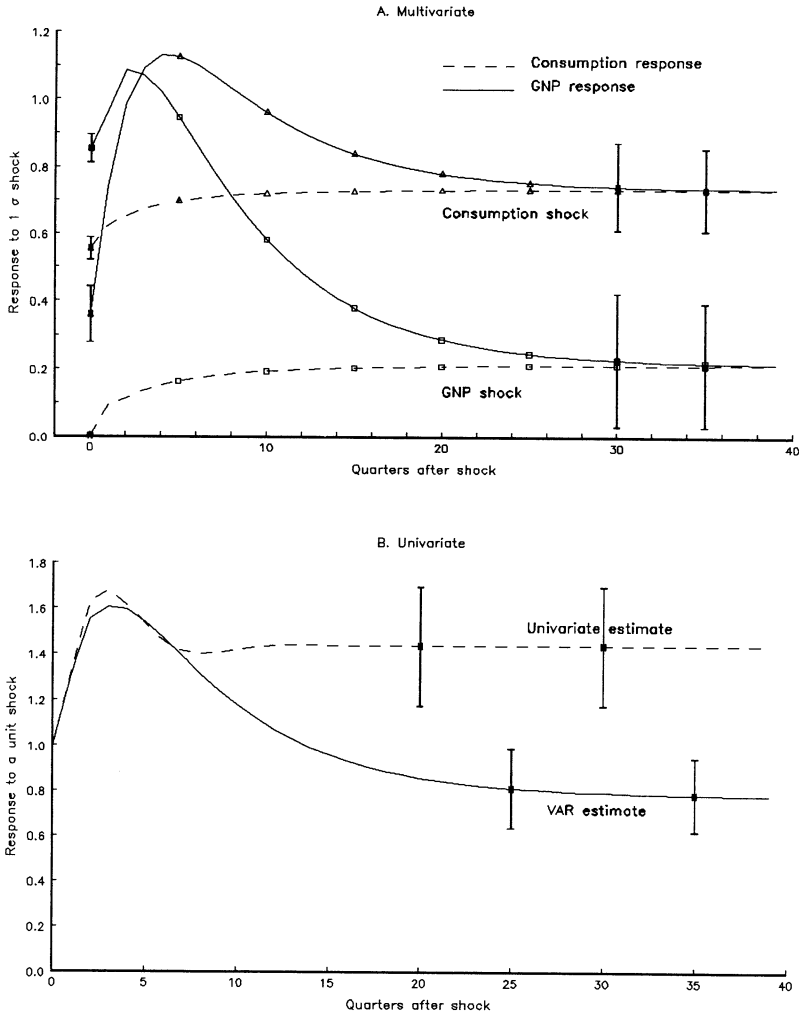 A. Multivariate
Response to 1 σ shock
1.2
1.0
0.8
0.6
0.4
0.2
0.0
Consumption response
GNP response
Consumption shock
GNP shock
0
10
20
30
40
Quarters after shock
B. Univariate
Response to a unit shock
1.8
1.6
1.4
1.2
1.0
0.8
0.6
0.4
0.2
0.0
Univariate estimate
VAR estimate
0
5
10
15
20
25
30
35
40
Quarters after shock